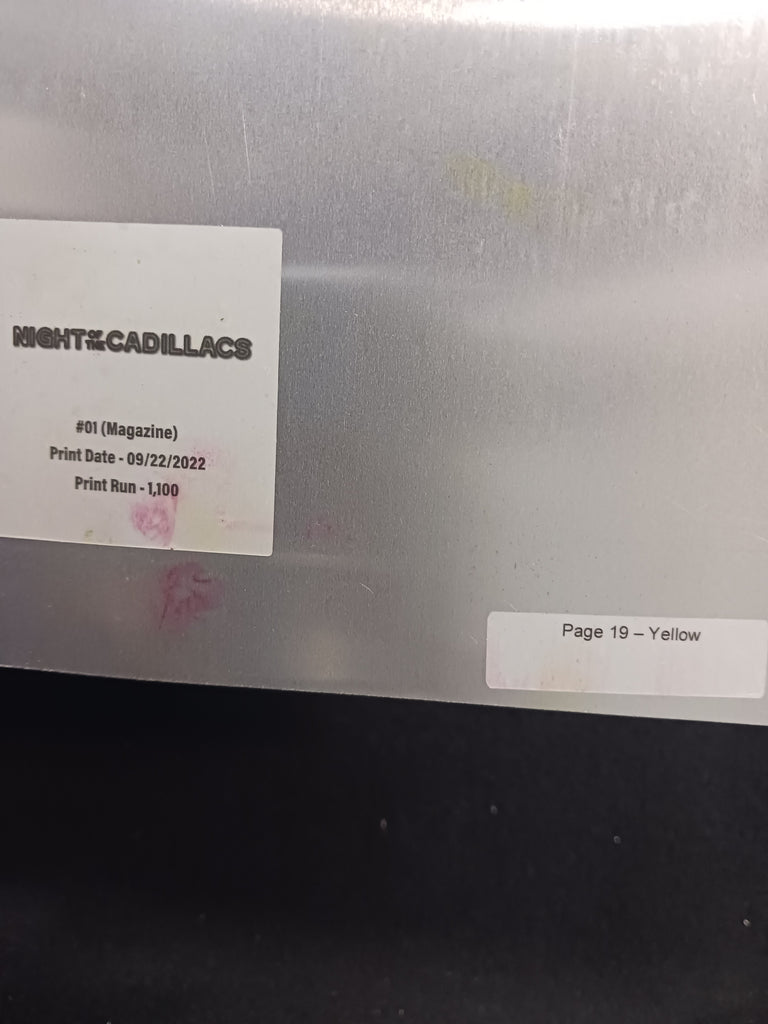 NIGHT OF THE CADILLACS
#01 (Magazine)
Print Date - 09/22/2022
Print Run - 1,100
Page 19 – Yellow